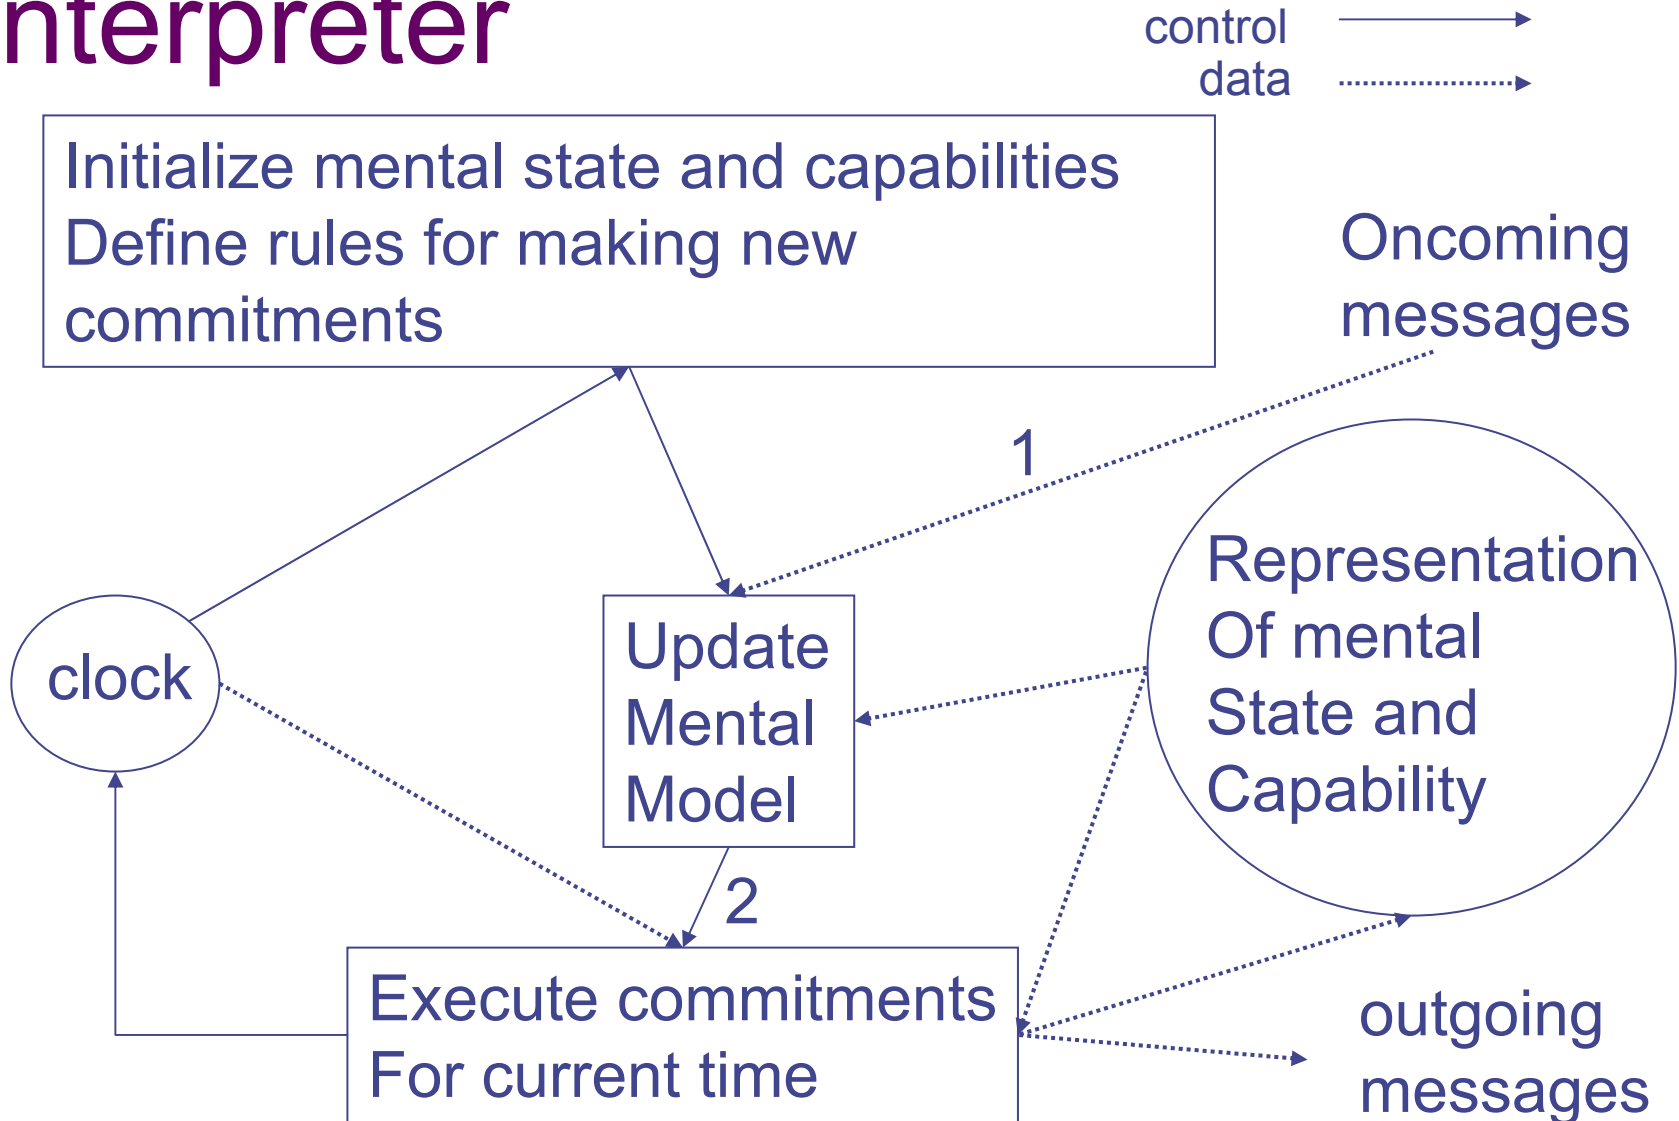 nterpreter
control
data
Initialize mental state and capabilities
Define rules for making new
commitments
Oncoming
messages
1
Representation
Of mental
State and
Capability
clock
Update
Mental
Model
2
Execute commitments
For current time
outgoing
messages